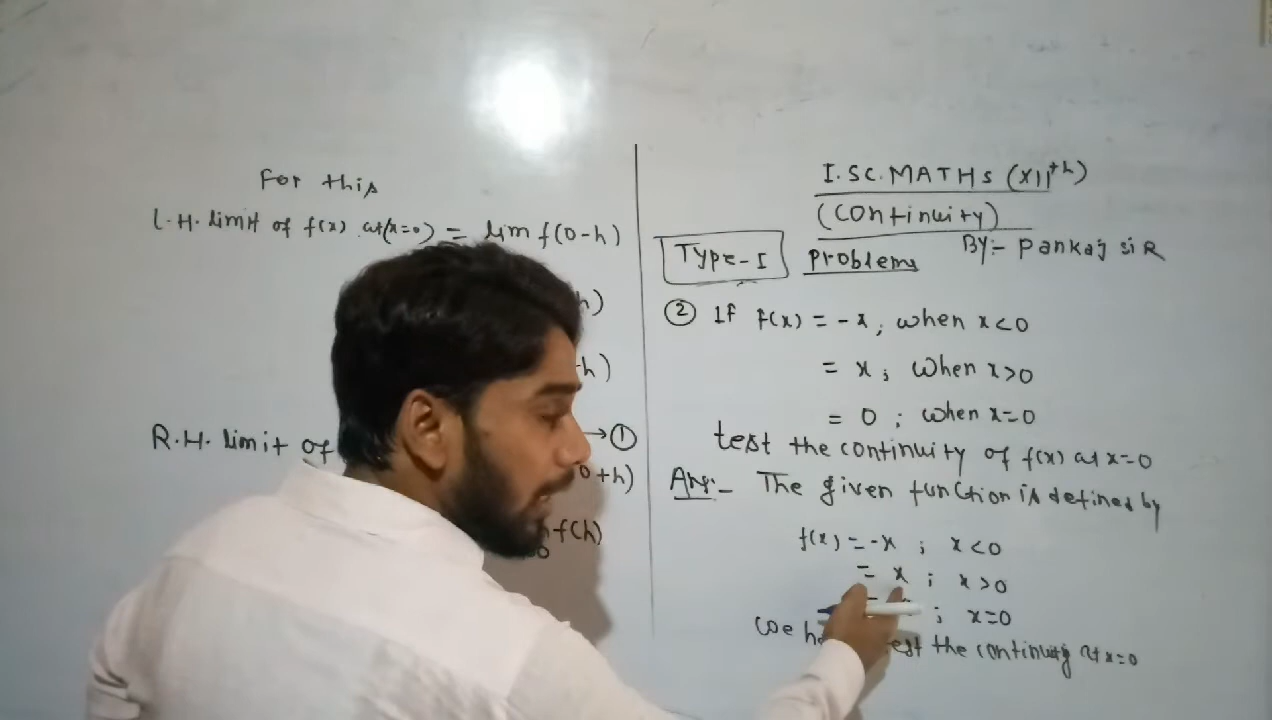 For this
L.H. limit of f(x) at(x=0) = lim f(0-h)
h)
-h)
R.H. limit of
→①
0+h)
f(h)
I.SC.MATHS (XIIth)
(Continuity)
Type-I problems By:- Pankaj siR
② If f(x) = -x, when x<0
= x; when x>0
= 0; when x=0
test the continuity of f(x) at x=0
Ans:- The given function is defined by
f(x) = -x ; x<0
= x ; x>0
; x=0
we test the continuity at x=0